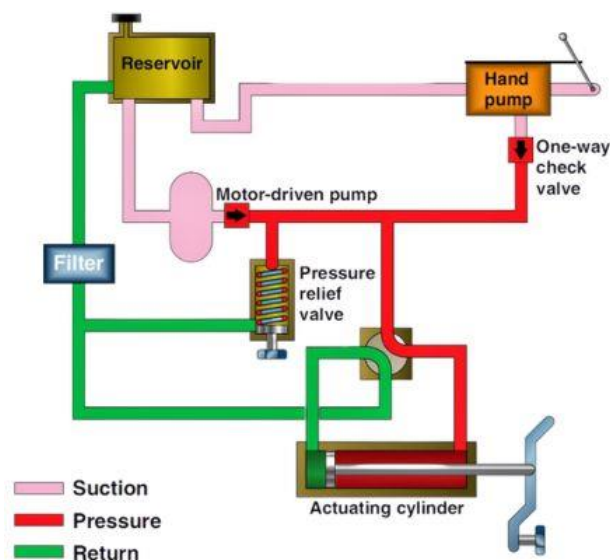 Reservoir
Hand
pump
One-way
check
valve
Motor-driven pump
Filter
Pressure
relief
valve
Suction
Pressure
Return
Actuating cylinder